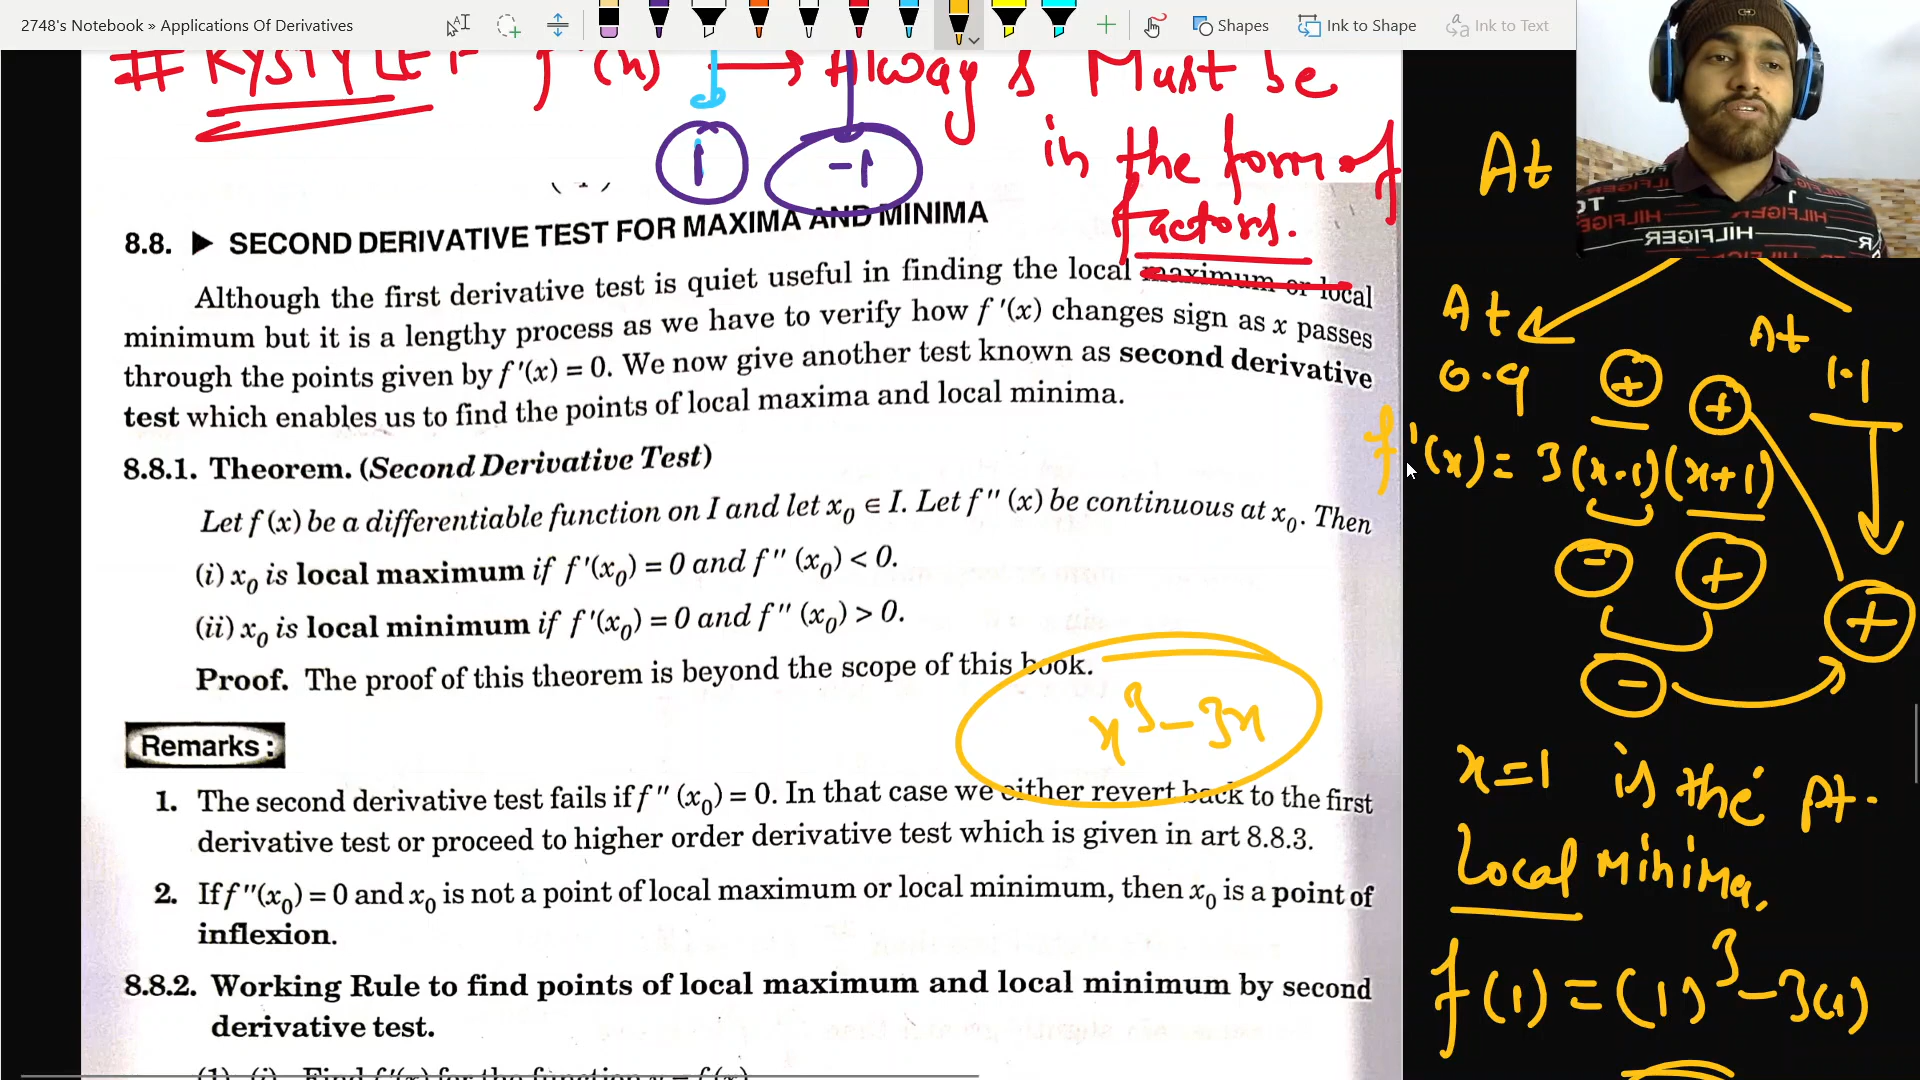 2748's Notebook » Applications Of Derivatives
Shapes
Ink to Shape
Ink to Text
f'(x) → Always Must be
in the form of
factors.
1
-1
8.8. ▶ SECOND DERIVATIVE TEST FOR MAXIMA AND MINIMA
Although the first derivative test is quiet useful in finding the local maximum or local
minimum but it is a lengthy process as we have to verify how f '(x) changes sign as x passes
through the points given by f '(x) = 0. We now give another test known as second derivative
test which enables us to find the points of local maxima and local minima.
8.8.1. Theorem. (Second Derivative Test)
Let f (x) be a differentiable function on I and let x₀ ∈ I. Let f '' (x) be continuous at x₀. Then
(i) x₀ is local maximum if f '(x₀) = 0 and f '' (x₀) < 0.
(ii) x₀ is local minimum if f '(x₀) = 0 and f '' (x₀) > 0.
Proof. The proof of this theorem is beyond the scope of this book.
x³-3x
Remarks :
1. The second derivative test fails if f '' (x₀) = 0. In that case we either revert back to the first
derivative test or proceed to higher order derivative test which is given in art 8.8.3.
2. If f ''(x₀) = 0 and x₀ is not a point of local maximum or local minimum, then x₀ is a point of
inflexion.
8.8.2. Working Rule to find points of local maximum and local minimum by second
derivative test.
(1) (i) Find f '(x) for the function y = f (x)
At
At
0.9
At
1.1
+ +
f'(x) = 3(x-1)(x+1)
- +
+
-
x=1 is the pt.
Local Minima.
f(1) = (1)³-3(1)
HILFIGER